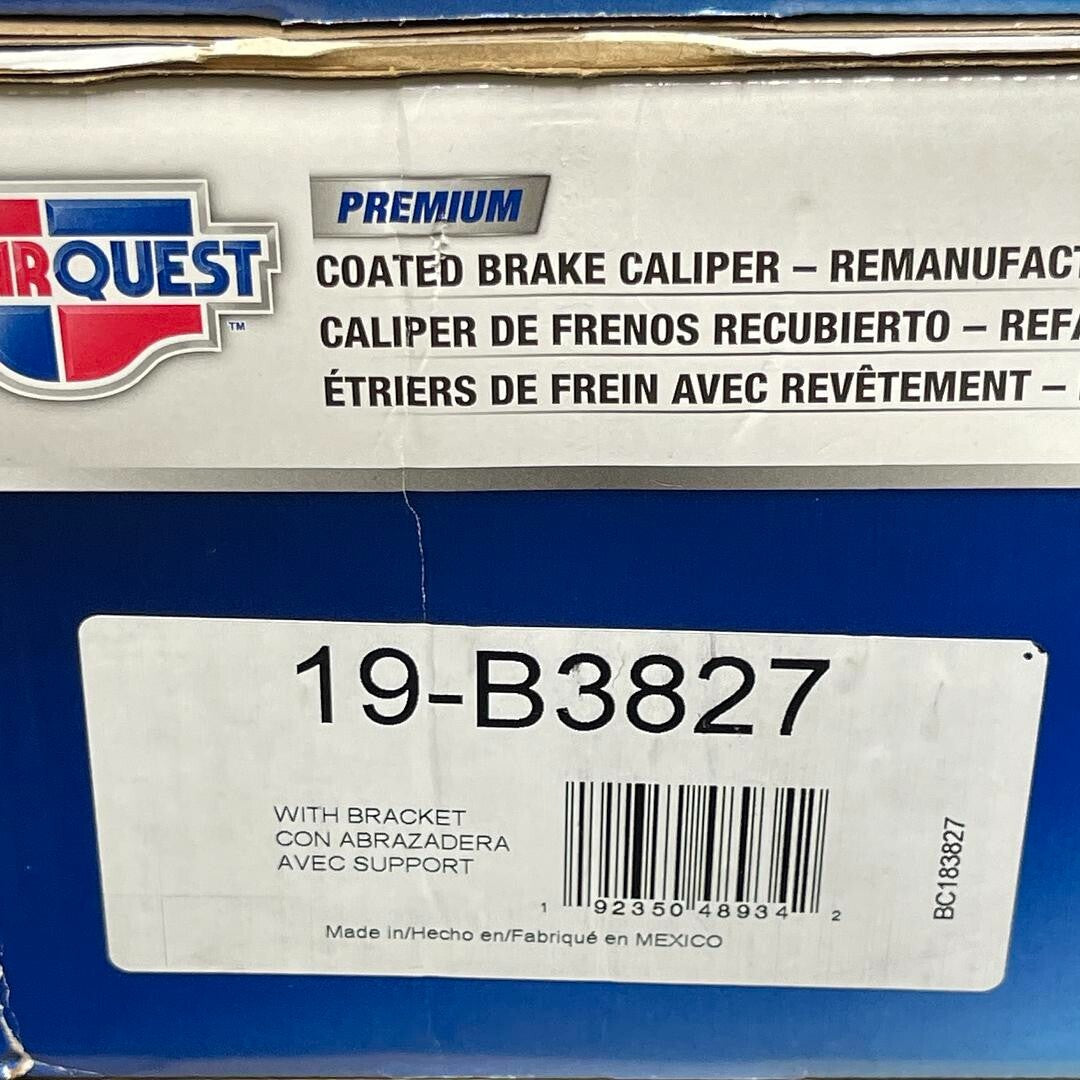 PREMIUM
RQUEST
TM
COATED BRAKE CALIPER – REMANUFACT
CALIPER DE FRENOS RECUBIERTO – REFA
ÉTRIERS DE FREIN AVEC REVÊTEMENT –
19-B3827
WITH BRACKET
CON ABRAZADERA
AVEC SUPPORT
1 92350 48934 2
BC183827
Made in/Hecho en/Fabriqué en MEXICO